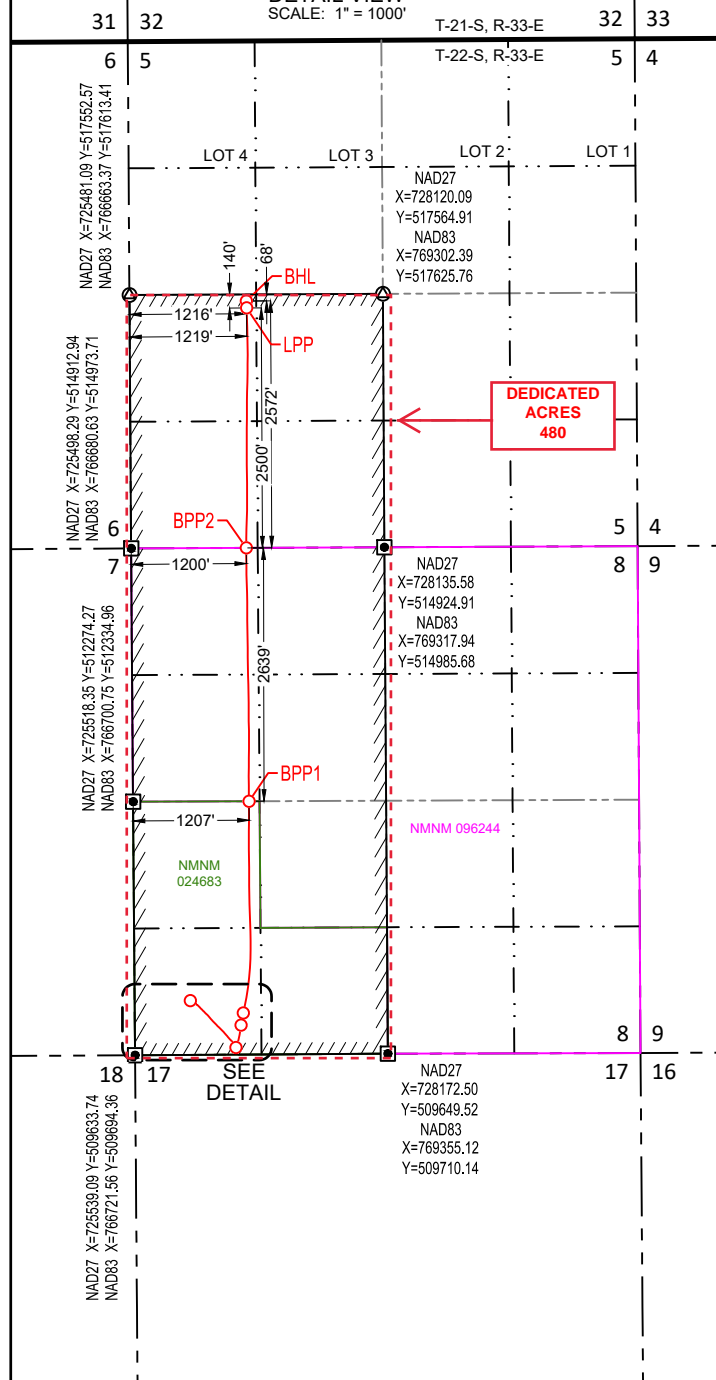 DETAIL VIEW
SCALE: 1" = 1000'
T-21-S, R-33-E
31 32
32 33
6 5
T-22-S, R-33-E
5 4
NAD27 X=725481.09 Y=517552.57
NAD83 X=766663.37 Y=517613.41
LOT 4
LOT 3
LOT 2
LOT 1
NAD27
X=728120.09
Y=517564.91
NAD83
X=769302.39
Y=517625.76
140'
68'
BHL
1216'
LPP
1219'
2572'
2500'
DEDICATED
ACRES
480
NAD27 X=725498.29 Y=514912.94
NAD83 X=766680.63 Y=514973.71
BPP2
6
7
5 4
8 9
1200'
NAD27
X=728135.58
Y=514924.91
NAD83
X=769317.94
Y=514985.68
2639'
NAD27 X=725518.35 Y=512274.27
NAD83 X=766700.75 Y=512334.96
BPP1
1207'
NMNM 096244
NMNM
024683
8 9
18 17
SEE
DETAIL
17 16
NAD27
X=728172.50
Y=509649.52
NAD83
X=769355.12
Y=509710.14
NAD27 X=725539.09 Y=509633.74
NAD83 X=766721.56 Y=509694.36